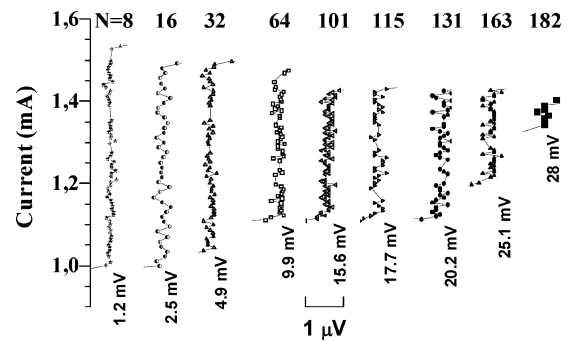 N=8 16 32 64 101 115 131 163 182
1,6
1,4
1,2
1,0
Current (mA)
1.2 mV
2.5 mV
4.9 mV
9.9 mV
15.6 mV
17.7 mV
20.2 mV
25.1 mV
28 mV
1 μV